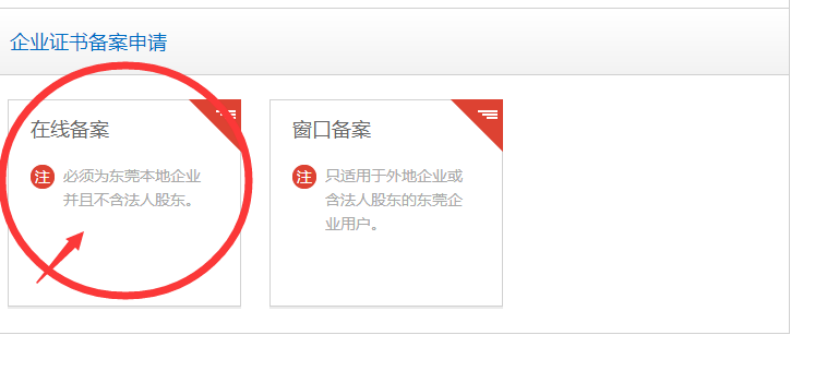 企业证书备案申请
在线备案
注 必须为东莞本地企业
并且不含法人股东。
窗口备案
注 只适用于外地企业或
含法人股东的东莞企
业用户。